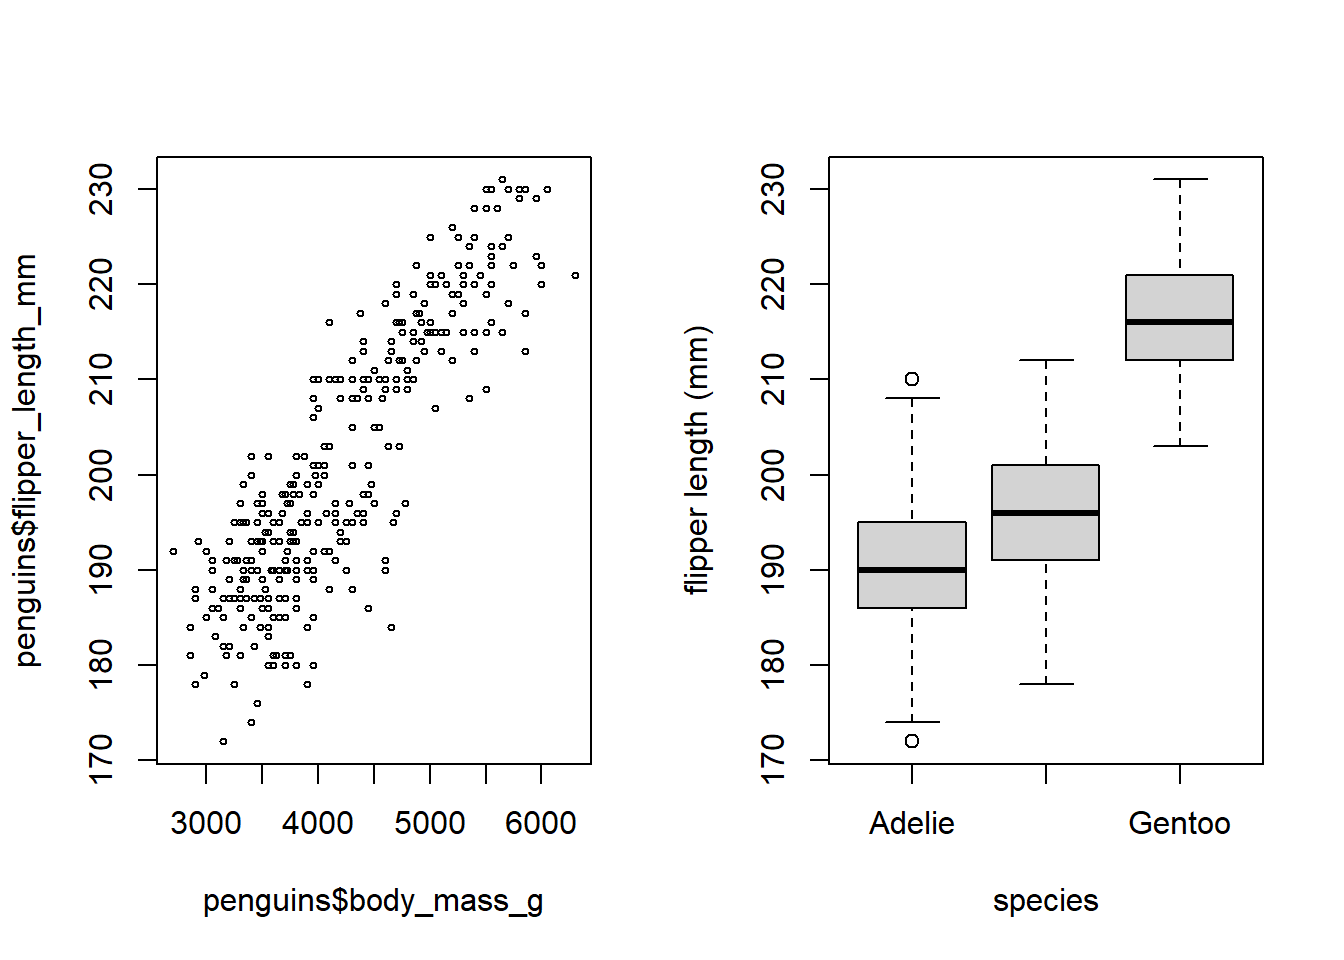 penguins$flipper_length_mm
230
220
210
200
190
180
170
3000 4000 5000 6000
penguins$body_mass_g
flipper length (mm)
230
220
210
200
190
180
170
Adelie Gentoo
species